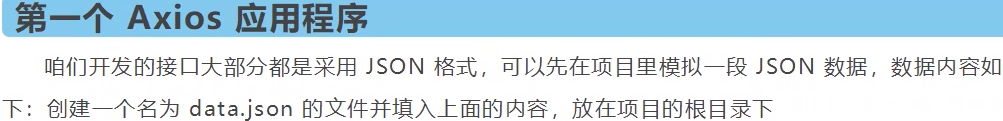 第一个 Axios 应用程序
咱们开发的接口大部分都是采用 JSON 格式，可以先在项目里模拟一段 JSON 数据，数据内容如
下：创建一个名为 data.json 的文件并填入上面的内容，放在项目的根目录下